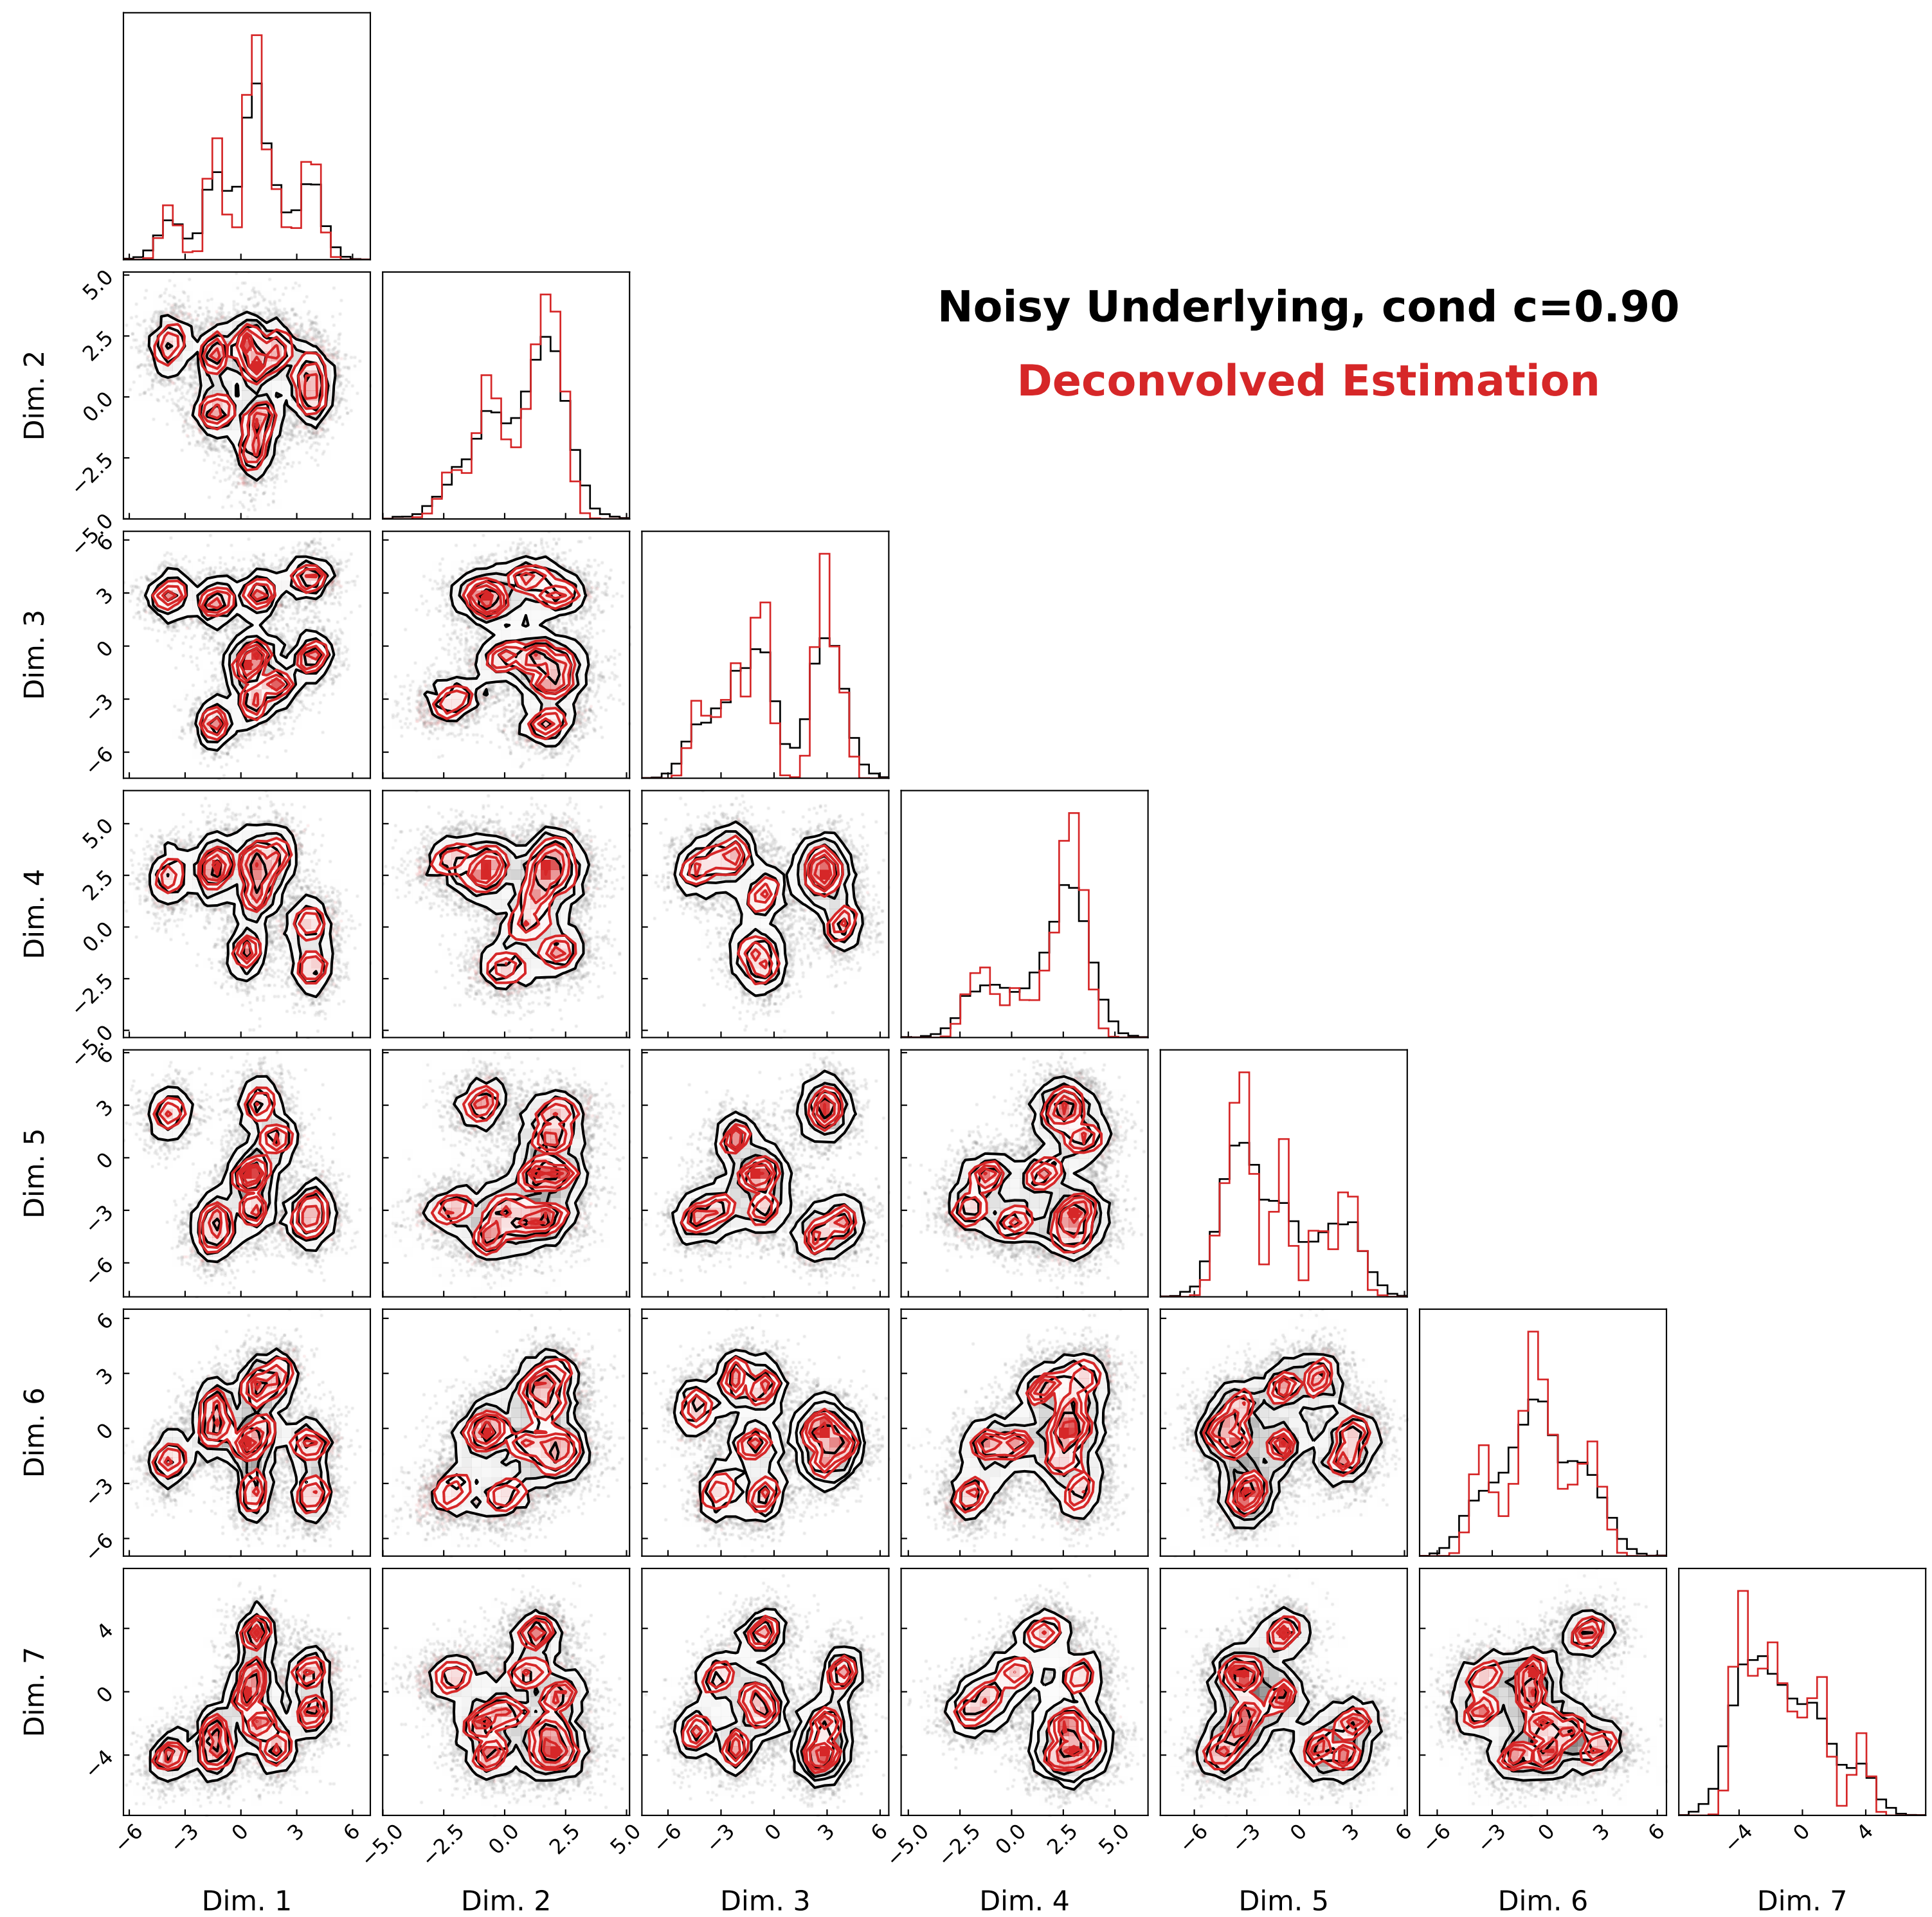 Noisy Underlying, cond c=0.90
Deconvolved Estimation
5.0
2.5
0.0
−2.5
−5.0
Dim. 2
6
3
0
−3
−6
Dim. 3
5.0
2.5
0.0
−2.5
−5.0
Dim. 4
6
3
0
−3
−6
Dim. 5
6
3
0
−3
−6
Dim. 6
4
0
−4
Dim. 7
−6 −3 0 3 6 −5.0 −2.5 0.0 2.5 5.0 −6 −3 0 3 6 −5.0 −2.5 0.0 2.5 5.0 −6 −3 0 3 6 −6 −3 0 3 6 −4 0 4
Dim. 1 Dim. 2 Dim. 3 Dim. 4 Dim. 5 Dim. 6 Dim. 7